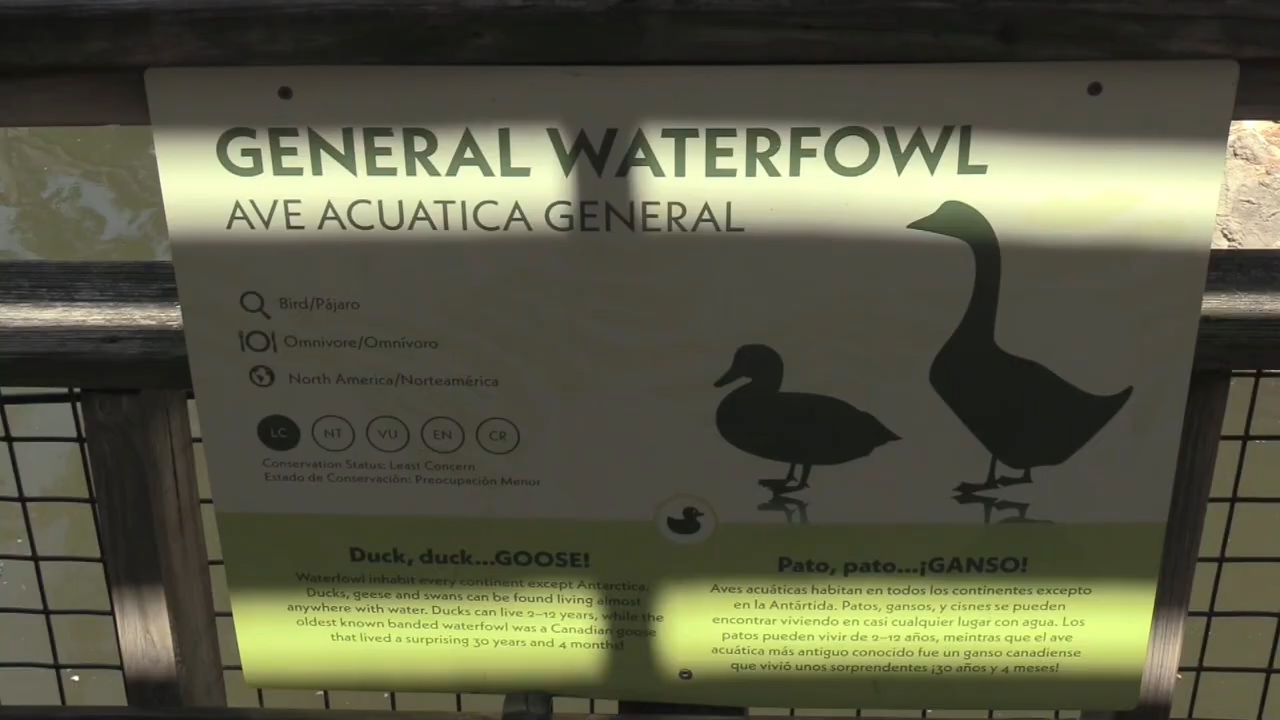 GENERAL WATERFOWL
AVE ACUATICA GENERAL
Bird/Pájaro
Omnivore/Omnívoro
North America/Norteamérica
LC NT VU EN CR
Conservation Status: Least Concern
Estado de Conservación: Preocupación Menor
Duck, duck...GOOSE!
Waterfowl inhabit every continent except Antarctica.
Ducks, geese and swans can be found living almost
anywhere with water. Ducks can live 2–12 years, while the
oldest known banded waterfowl was a Canadian goose
that lived a surprising 30 years and 4 months!
Pato, pato...¡GANSO!
Aves acuáticas habitan en todos los continentes excepto
en la Antártida. Patos, gansos, y cisnes se pueden
encontrar viviendo en casi cualquier lugar con agua. Los
patos pueden vivir de 2–12 años, meintras que el ave
acuática más antiguo conocido fue un ganso canadiense
que vivió unos sorprendentes ¡30 años y 4 meses!